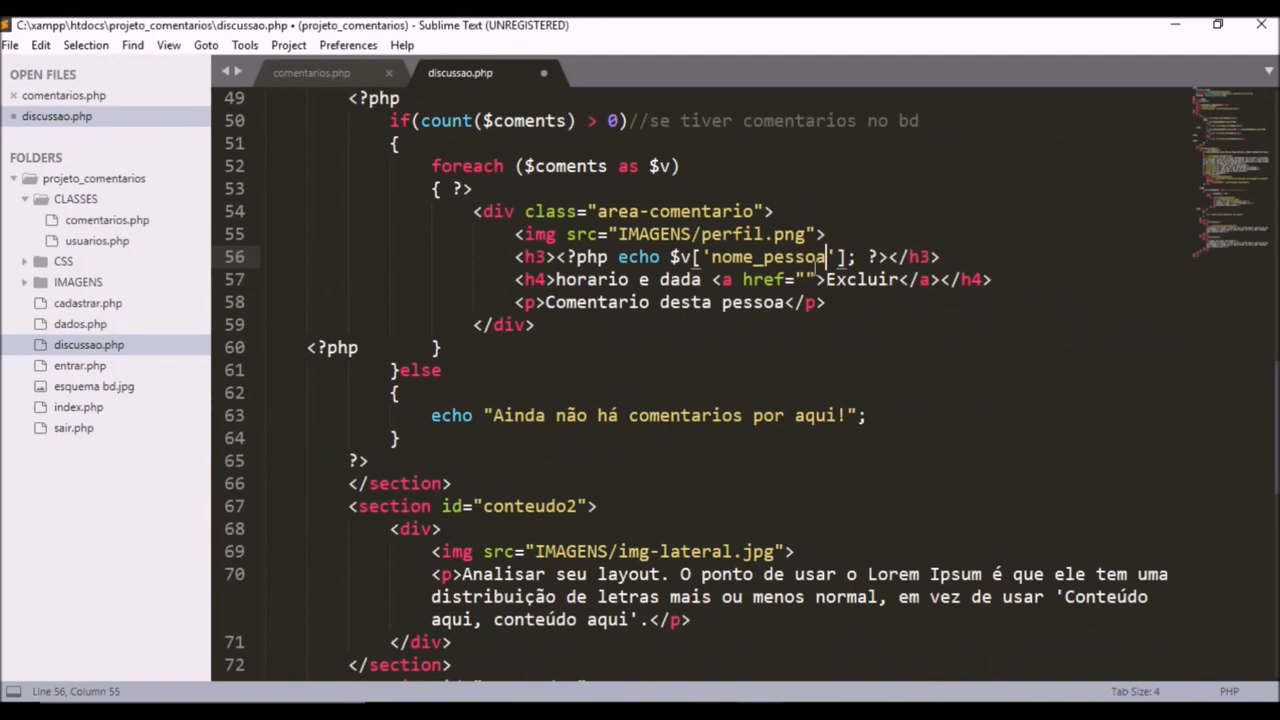 C:\xampp\htdocs\projeto_comentarios\discussao.php • (projeto_comentarios) - Sublime Text (UNREGISTERED)
File Edit Selection Find View Goto Tools Project Preferences Help
OPEN FILES
comentarios.php
discussao.php
FOLDERS
projeto_comentarios
CLASSES
comentarios.php
usuarios.php
CSS
IMAGENS
cadastrar.php
dados.php
discussao.php
entrar.php
esquema bd.jpg
index.php
sair.php
comentarios.php × discussao.php
49 <?php
50 if(count($coments) > 0)//se tiver comentarios no bd
51 {
52 foreach ($coments as $v)
53 { ?>
54 <div class="area-comentario">
55 <img src="IMAGENS/perfil.png">
56 <h3><?php echo $v['nome_pessoa']; ?></h3>
57 <h4>horario e dada <a href="">Excluir</a></h4>
58 <p>Comentario desta pessoa</p>
59 </div>
60 <?php }
61 }else
62 {
63 echo "Ainda não há comentarios por aqui!";
64 }
65 ?>
66 </section>
67 <section id="conteudo2">
68 <div>
69 <img src="IMAGENS/img-lateral.jpg">
70 <p>Analisar seu layout. O ponto de usar o Lorem Ipsum é que ele tem uma
distribuição de letras mais ou menos normal, em vez de usar 'Conteúdo
aqui, conteúdo aqui'.</p>
71 </div>
72 </section>
Line 56, Column 55 Tab Size: 4 PHP